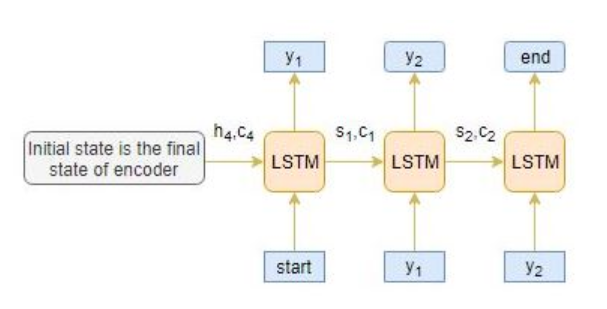 y₁
y₂
end
h₄,c₄
s₁,c₁
s₂,c₂
Initial state is the final
state of encoder
LSTM
LSTM
LSTM
start
y₁
y₂